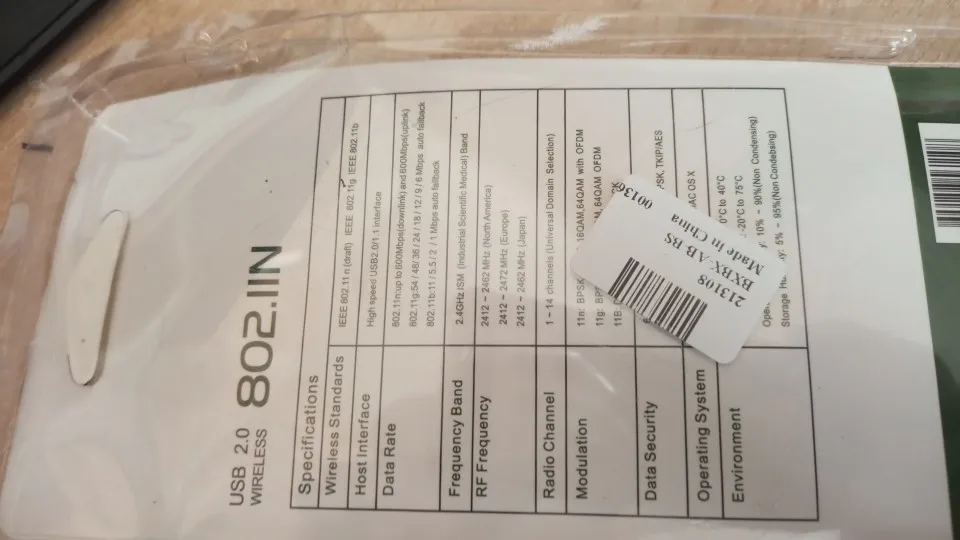 USB 2.0
WIRELESS 802.IIN
Specifications
Wireless Standards IEEE 802.11 n (draft) IEEE 802.11g IEEE 802.11b
Host Interface High speed USB2.0/1.1 interface
Data Rate 802.11n:up to 600Mbps(downlink) and 600Mbps(uplink)
802.11g:54 / 48/ 36 / 24 / 18 / 12 / 9 / 6 Mbps auto fallback
802.11b:11 / 5.5 / 2 / 1 Mbps auto fallback
Frequency Band 2.4GHz ISM (Industrial Scientific Medical) Band
RF Frequency 2412 ~ 2462 MHz (North America)
2412 ~ 2472 MHz (Europe)
2412 ~ 2462 MHz (Japan)
Radio Channel 1 ~ 14 channels (Universal Domain Selection)
Modulation 11n: BPSK 16QAM,64QAM with OFDM
11g: 64QAM OFDM
11B:
Data Security TKIP/AES
Operating System OS X
Environment to 40°C
-20°C to 75°C
10% ~ 90%(Non Condensing)
Storage 5% ~ 95%(Non Condebsing)
213108
BXBX-AB BS
Made in China